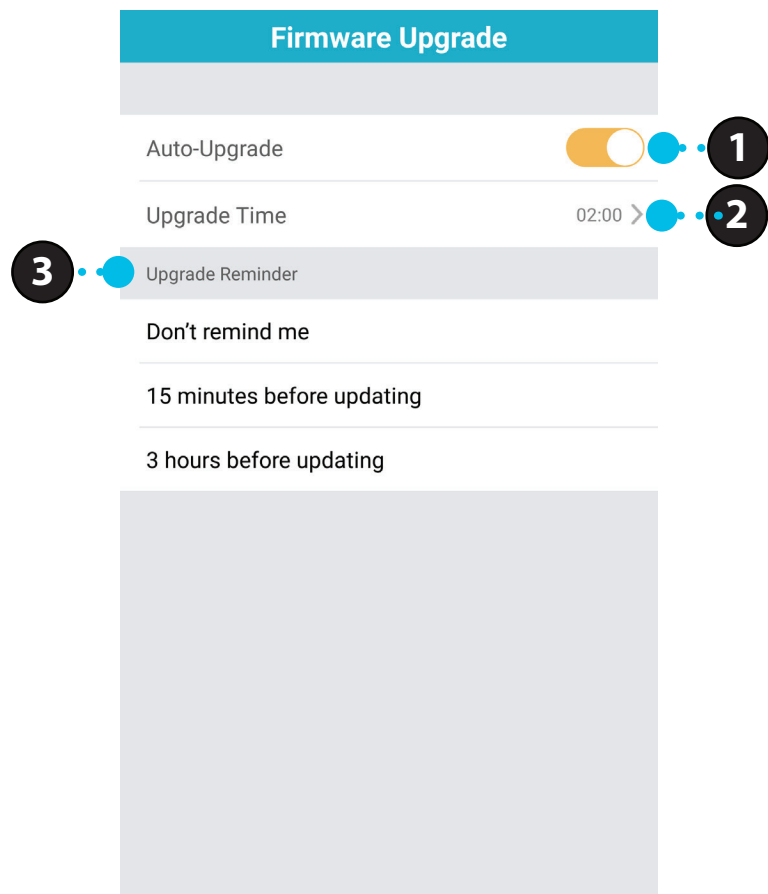 Firmware Upgrade
Auto-Upgrade
1
Upgrade Time 02:00
2
3
Upgrade Reminder
Don’t remind me
15 minutes before updating
3 hours before updating